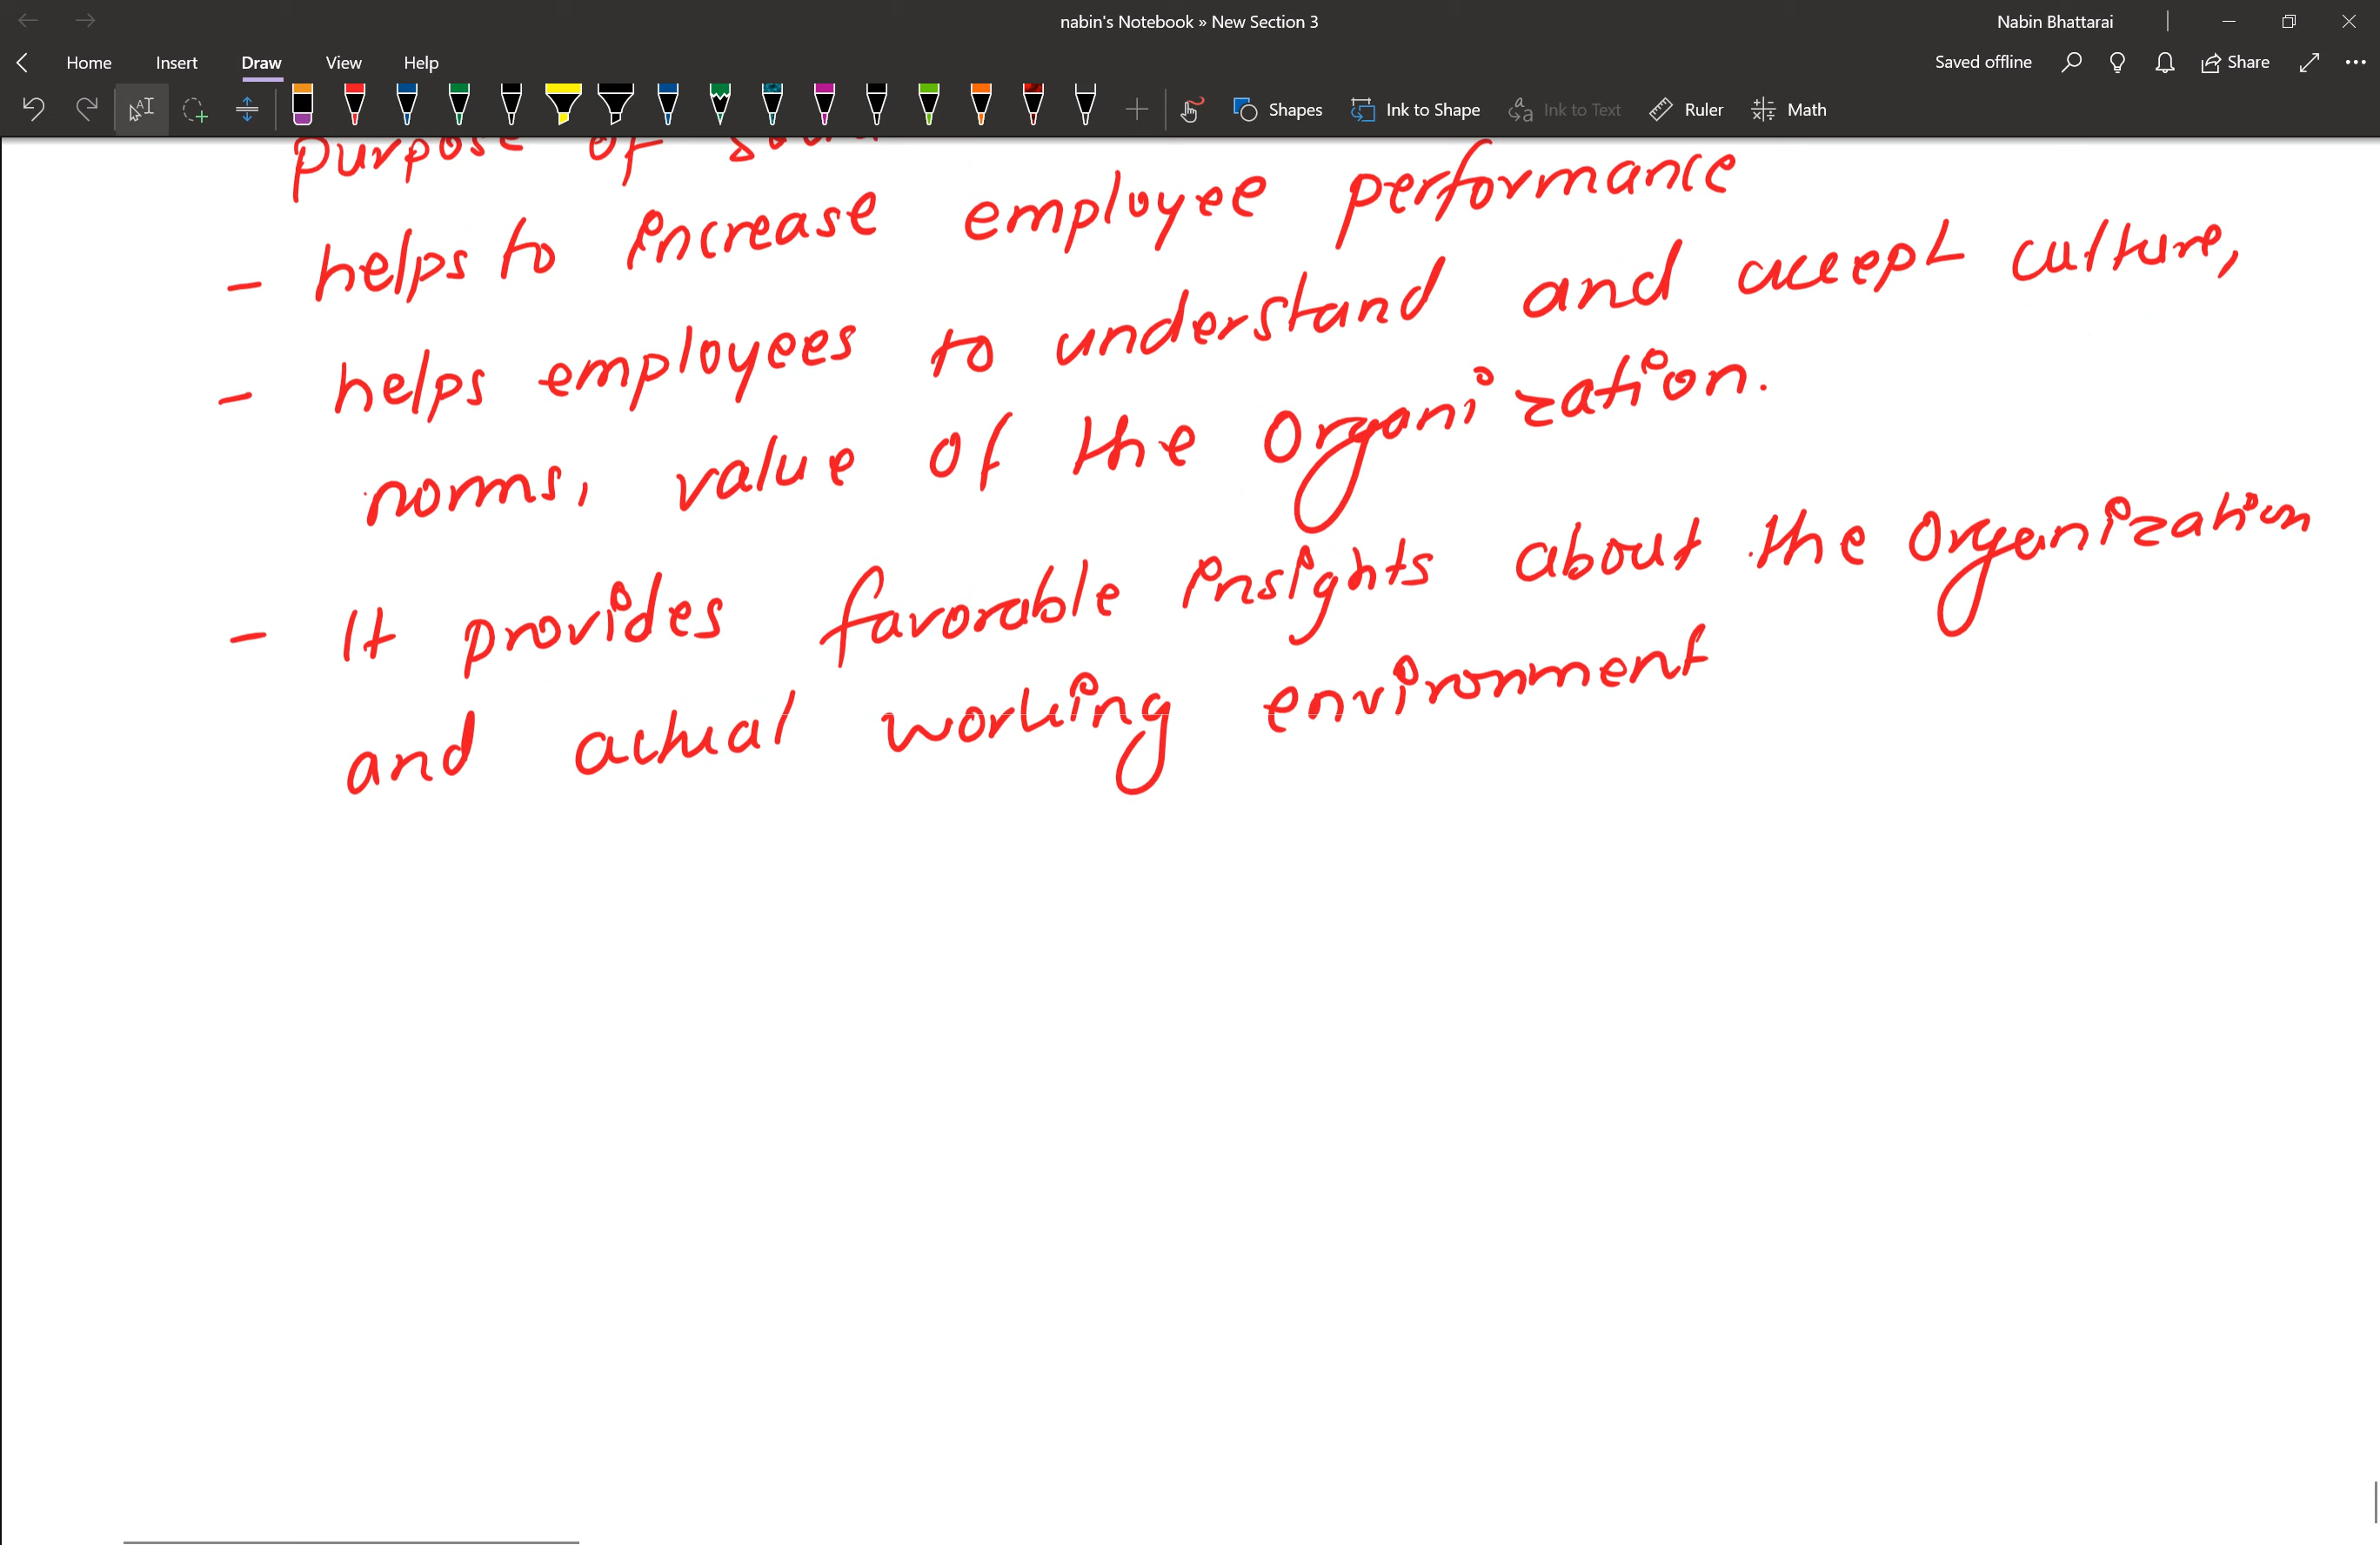 nabin's Notebook » New Section 3
Nabin Bhattarai
Home Insert Draw View Help
Saved offline
Share
Shapes Ink to Shape Ink to Text Ruler Math
purpose of
- helps to increase employee performance
- helps employees to understand and accept culture,
norms, value of the organization.
- It provides favorable insights about the organization
and actual working environment